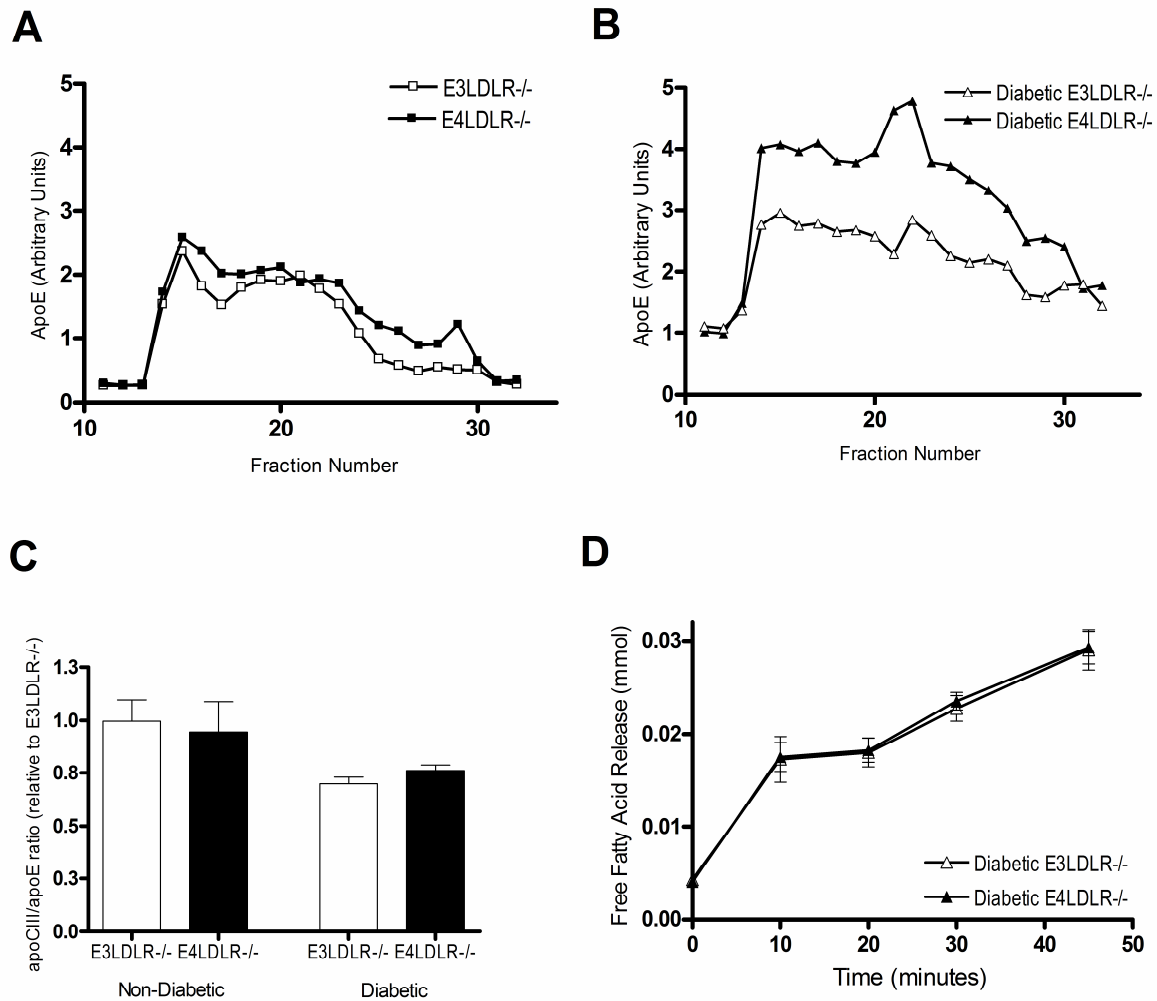 A
E3LDLR-/-
E4LDLR-/-
ApoE (Arbitrary Units)
5
4
3
2
1
0
10
20
30
Fraction Number
B
Diabetic E3LDLR-/-
Diabetic E4LDLR-/-
ApoE (Arbitrary Units)
5
4
3
2
1
0
10
20
30
Fraction Number
C
apoCIII/apoE ratio (relative to E3LDLR-/-)
1.3
1.0
0.8
0.5
0.3
0.0
E3LDLR-/- E4LDLR-/-
E3LDLR-/- E4LDLR-/-
Non-Diabetic
Diabetic
D
Free Fatty Acid Release (mmol)
0.03
0.02
0.01
0.00
Diabetic E3LDLR-/-
Diabetic E4LDLR-/-
0
10
20
30
40
50
Time (minutes)